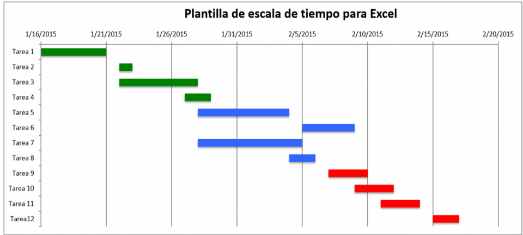 Plantilla de escala de tiempo para Excel
1/16/2015 1/21/2015 1/26/2015 1/31/2015 2/5/2015 2/10/2015 2/15/2015 2/20/2015
Tarea 1
Tarea 2
Tarea 3
Tarea 4
Tarea 5
Tarea 6
Tarea 7
Tarea 8
Tarea 9
Tarea 10
Tarea 11
Tarea12